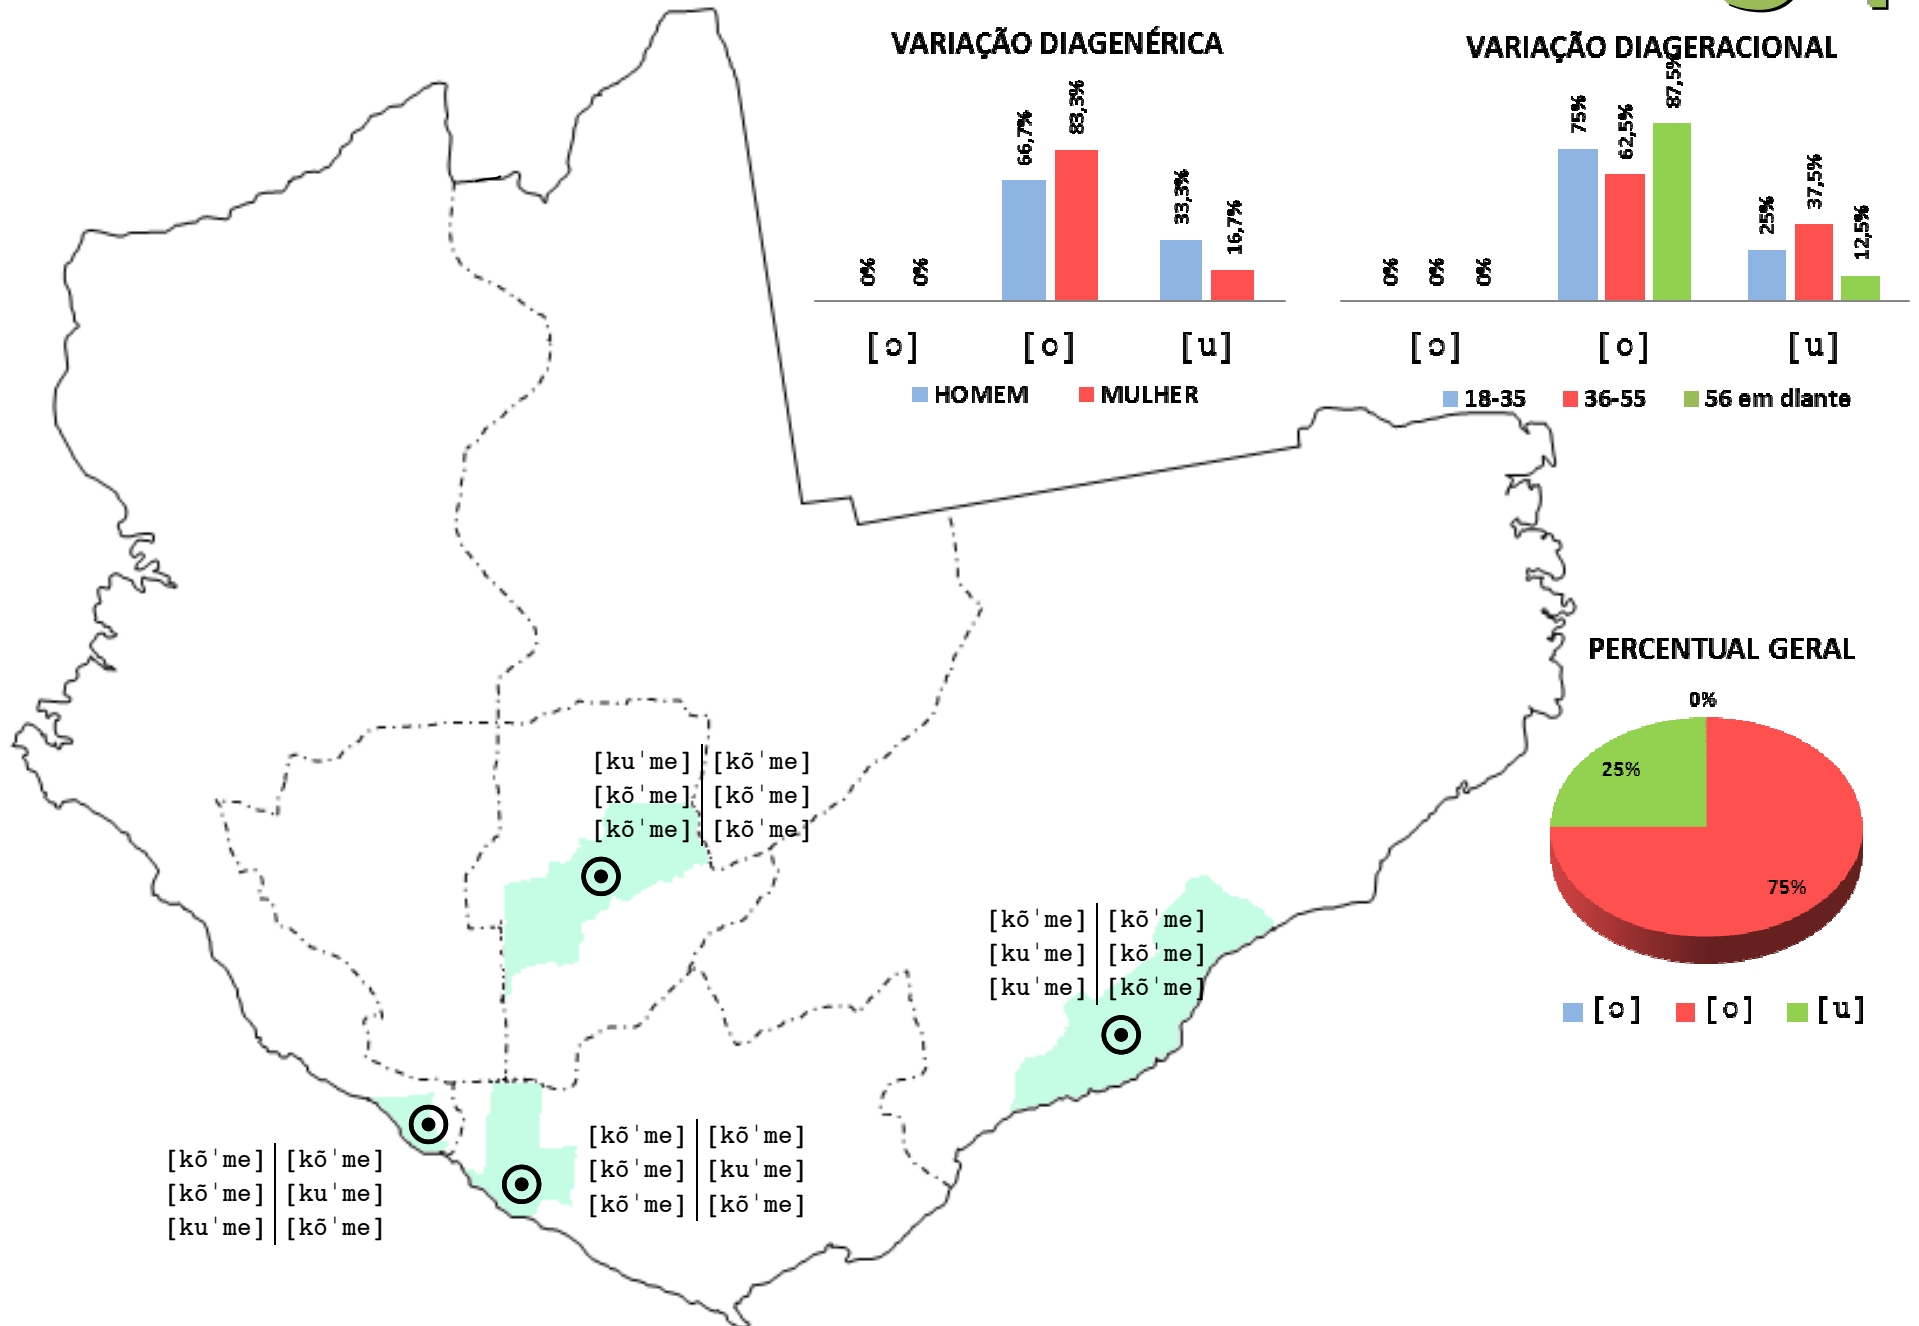 VARIAÇÃO DIAGENÉRICA
0% 0% 66,7% 83,3% 33,3% 16,7%
[ɔ] [o] [u]
HOMEM MULHER
VARIAÇÃO DIAGERACIONAL
0% 0% 0% 75% 62,5% 87,5% 25% 37,5% 12,5%
[ɔ] [o] [u]
18-35 36-55 56 em diante
PERCENTUAL GERAL
0%
25%
75%
[ɔ] [o] [u]
[kuˈme] [kõˈme]
[kõˈme] [kõˈme]
[kõˈme] [kõˈme]
[kõˈme] [kõˈme]
[kuˈme] [kõˈme]
[kuˈme] [kõˈme]
[kõˈme] [kõˈme]
[kõˈme] [kuˈme]
[kõˈme] [kõˈme]
[kõˈme] [kõˈme]
[kõˈme] [kuˈme]
[kuˈme] [kõˈme]